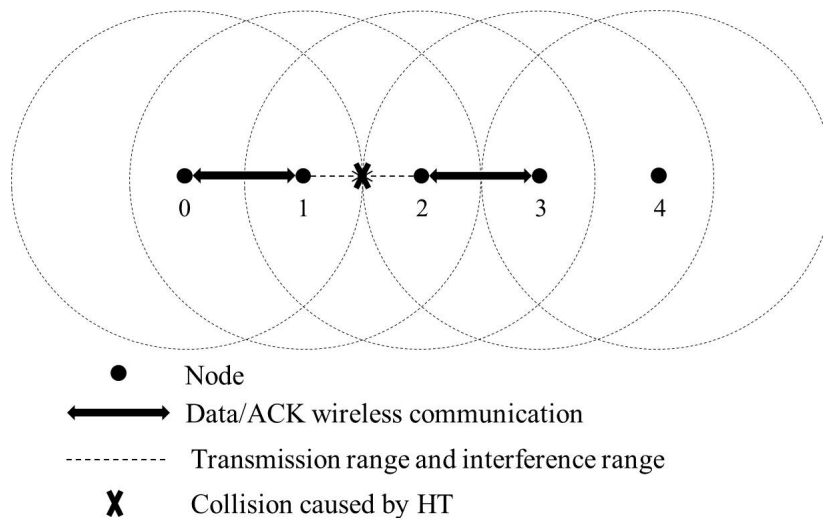 0 1 2 3 4
Node
Data/ACK wireless communication
Transmission range and interference range
Collision caused by HT